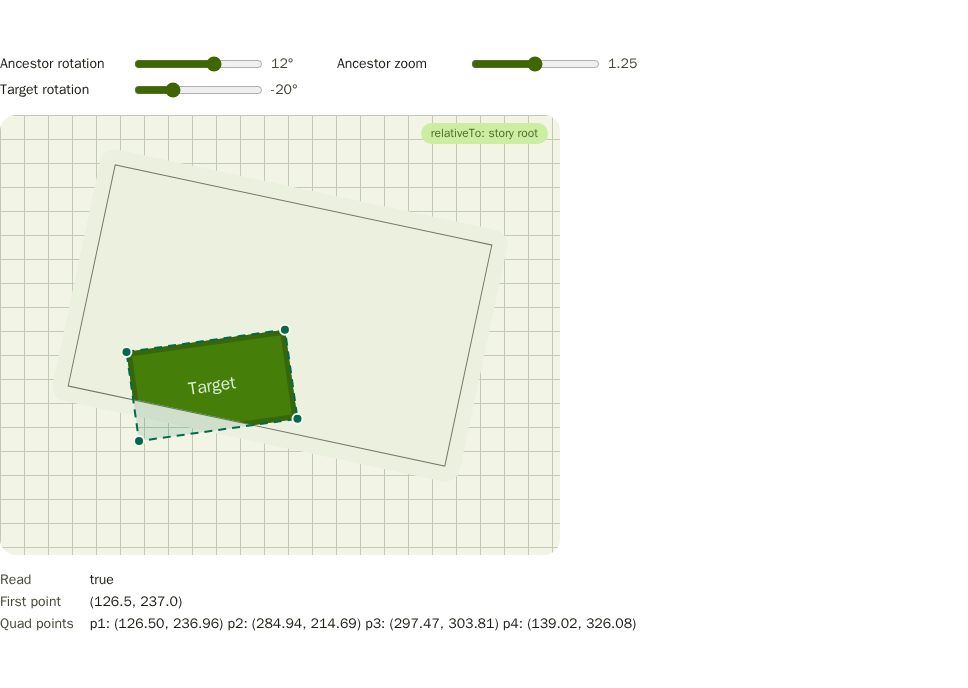 Ancestor rotation 12° Ancestor zoom 1.25
Target rotation -20°
relativeTo: story root
Target
Read true
First point (126.5, 237.0)
Quad points p1: (126.50, 236.96) p2: (284.94, 214.69) p3: (297.47, 303.81) p4: (139.02, 326.08)